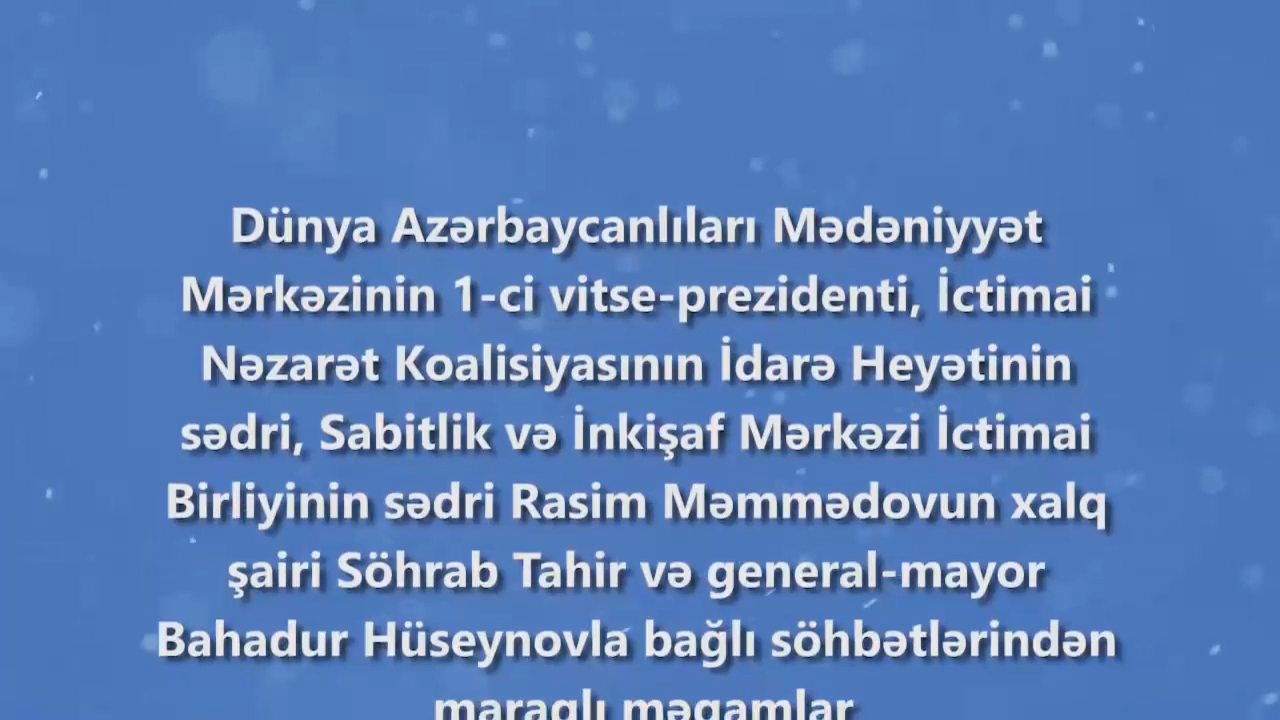 Dünya Azərbaycanlıları Mədəniyyət
Mərkəzinin 1-ci vitse-prezidenti, İctimai
Nəzarət Koalisiyasının İdarə Heyətinin
sədri, Sabitlik və İnkişaf Mərkəzi İctimai
Birliyinin sədri Rasim Məmmədovun xalq
şairi Söhrab Tahir və general-mayor
Bahadur Hüseynovla bağlı söhbətlərindən
maraqlı məqamlar